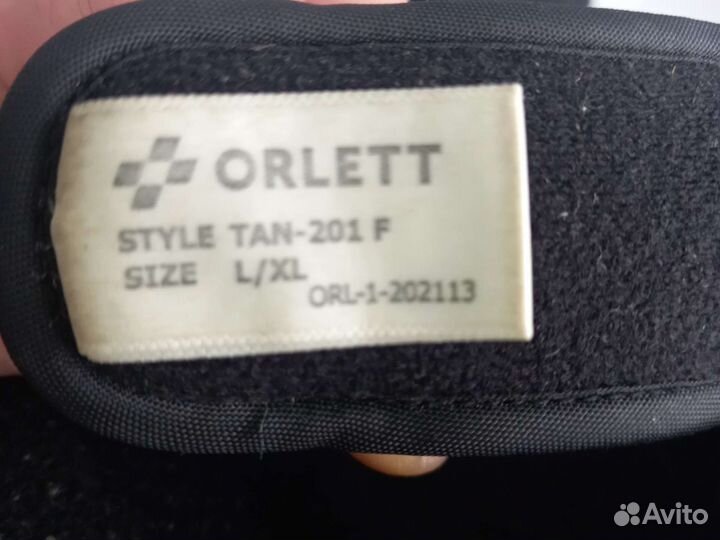 ORLETT
STYLE TAN-201 F
SIZE L/XL
ORL-1-202113
Avito